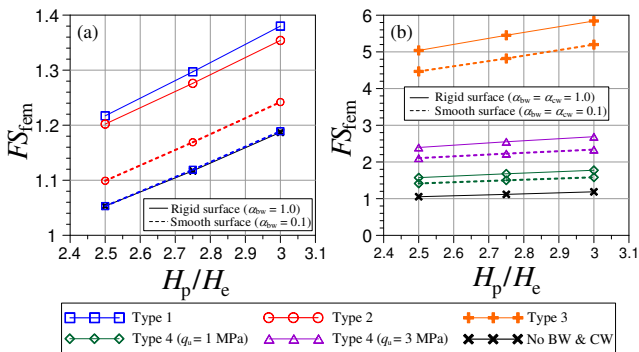 (a)
FS_fem
1.4
1.3
1.2
1.1
1
2.4 2.5 2.6 2.7 2.8 2.9 3 3.1
H_p/H_e
Rigid surface (α_bw = 1.0)
Smooth surface (α_bw = 0.1)
(b)
FS_fem
6
5
4
3
2
1
0
2.4 2.5 2.6 2.7 2.8 2.9 3 3.1
H_p/H_e
Rigid surface (α_bw = α_cw = 1.0)
Smooth surface (α_bw = α_cw = 0.1)
Type 1 Type 2 Type 3
Type 4 (q_u = 1 MPa) Type 4 (q_u = 3 MPa) No BW & CW